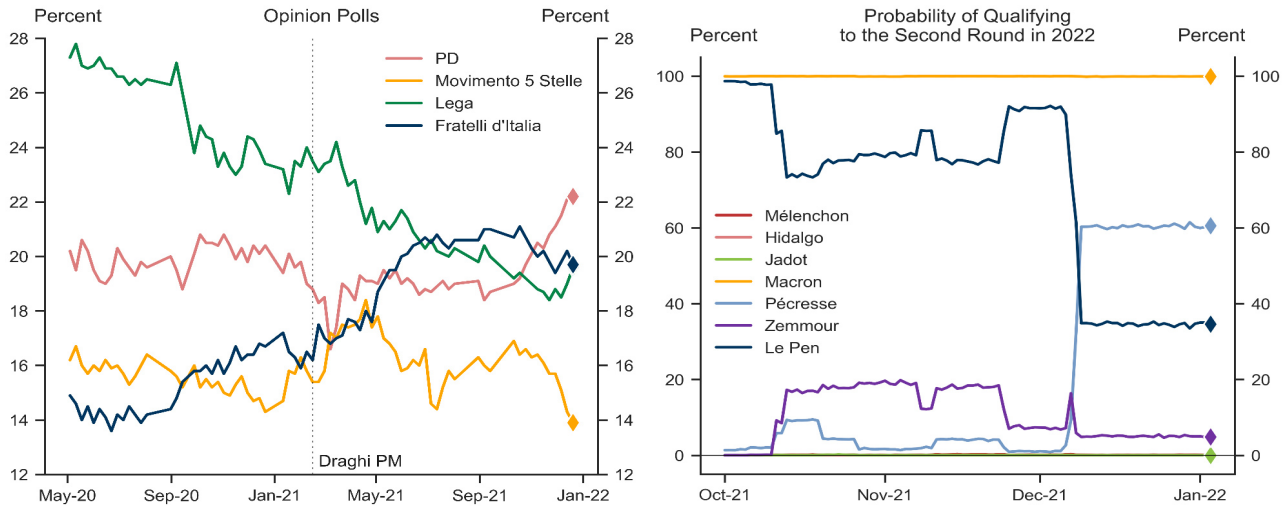 Opinion Polls
Percent
Percent
28
26
24
22
20
18
16
14
12
28
26
24
22
20
18
16
14
12
PD
Movimento 5 Stelle
Lega
Fratelli d'Italia
Draghi PM
May-20
Sep-20
Jan-21
May-21
Sep-21
Jan-22
Probability of Qualifying
to the Second Round in 2022
Percent
Percent
100
80
60
40
20
0
100
80
60
40
20
0
Mélenchon
Hidalgo
Jadot
Macron
Pécresse
Zemmour
Le Pen
Oct-21
Nov-21
Dec-21
Jan-22